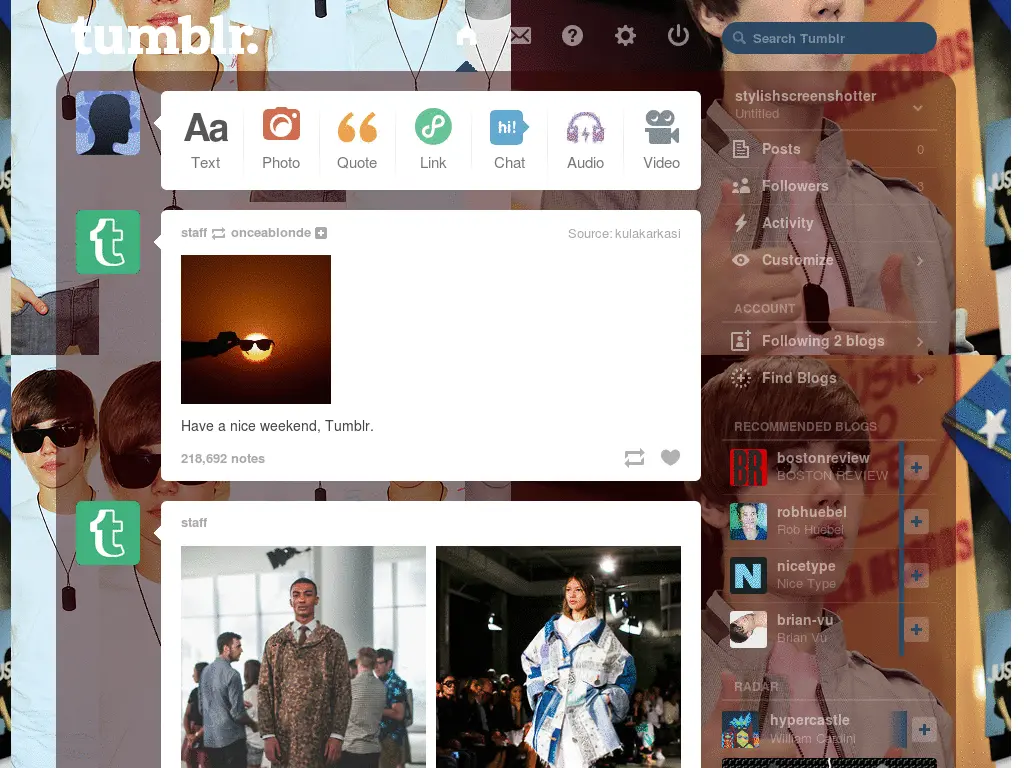 tumblr.
Search Tumblr
Aa
hi!
Text
Photo
Quote
Link
Chat
Audio
Video
stylishscreenshotter
Untitled
Posts 0
Followers 3
Activity
Customize
ACCOUNT
Following 2 blogs
Find Blogs
RECOMMENDED BLOGS
BR
bostonreview
BOSTON REVIEW
robhuebel
Rob Huebel
N
nicetype
Nice Type
brian-vu
Brian Vu
RADAR
hypercastle
William Cardini
t
staff onceablonde
Source: kulakarkasi
Have a nice weekend, Tumblr.
218,692 notes
t
staff